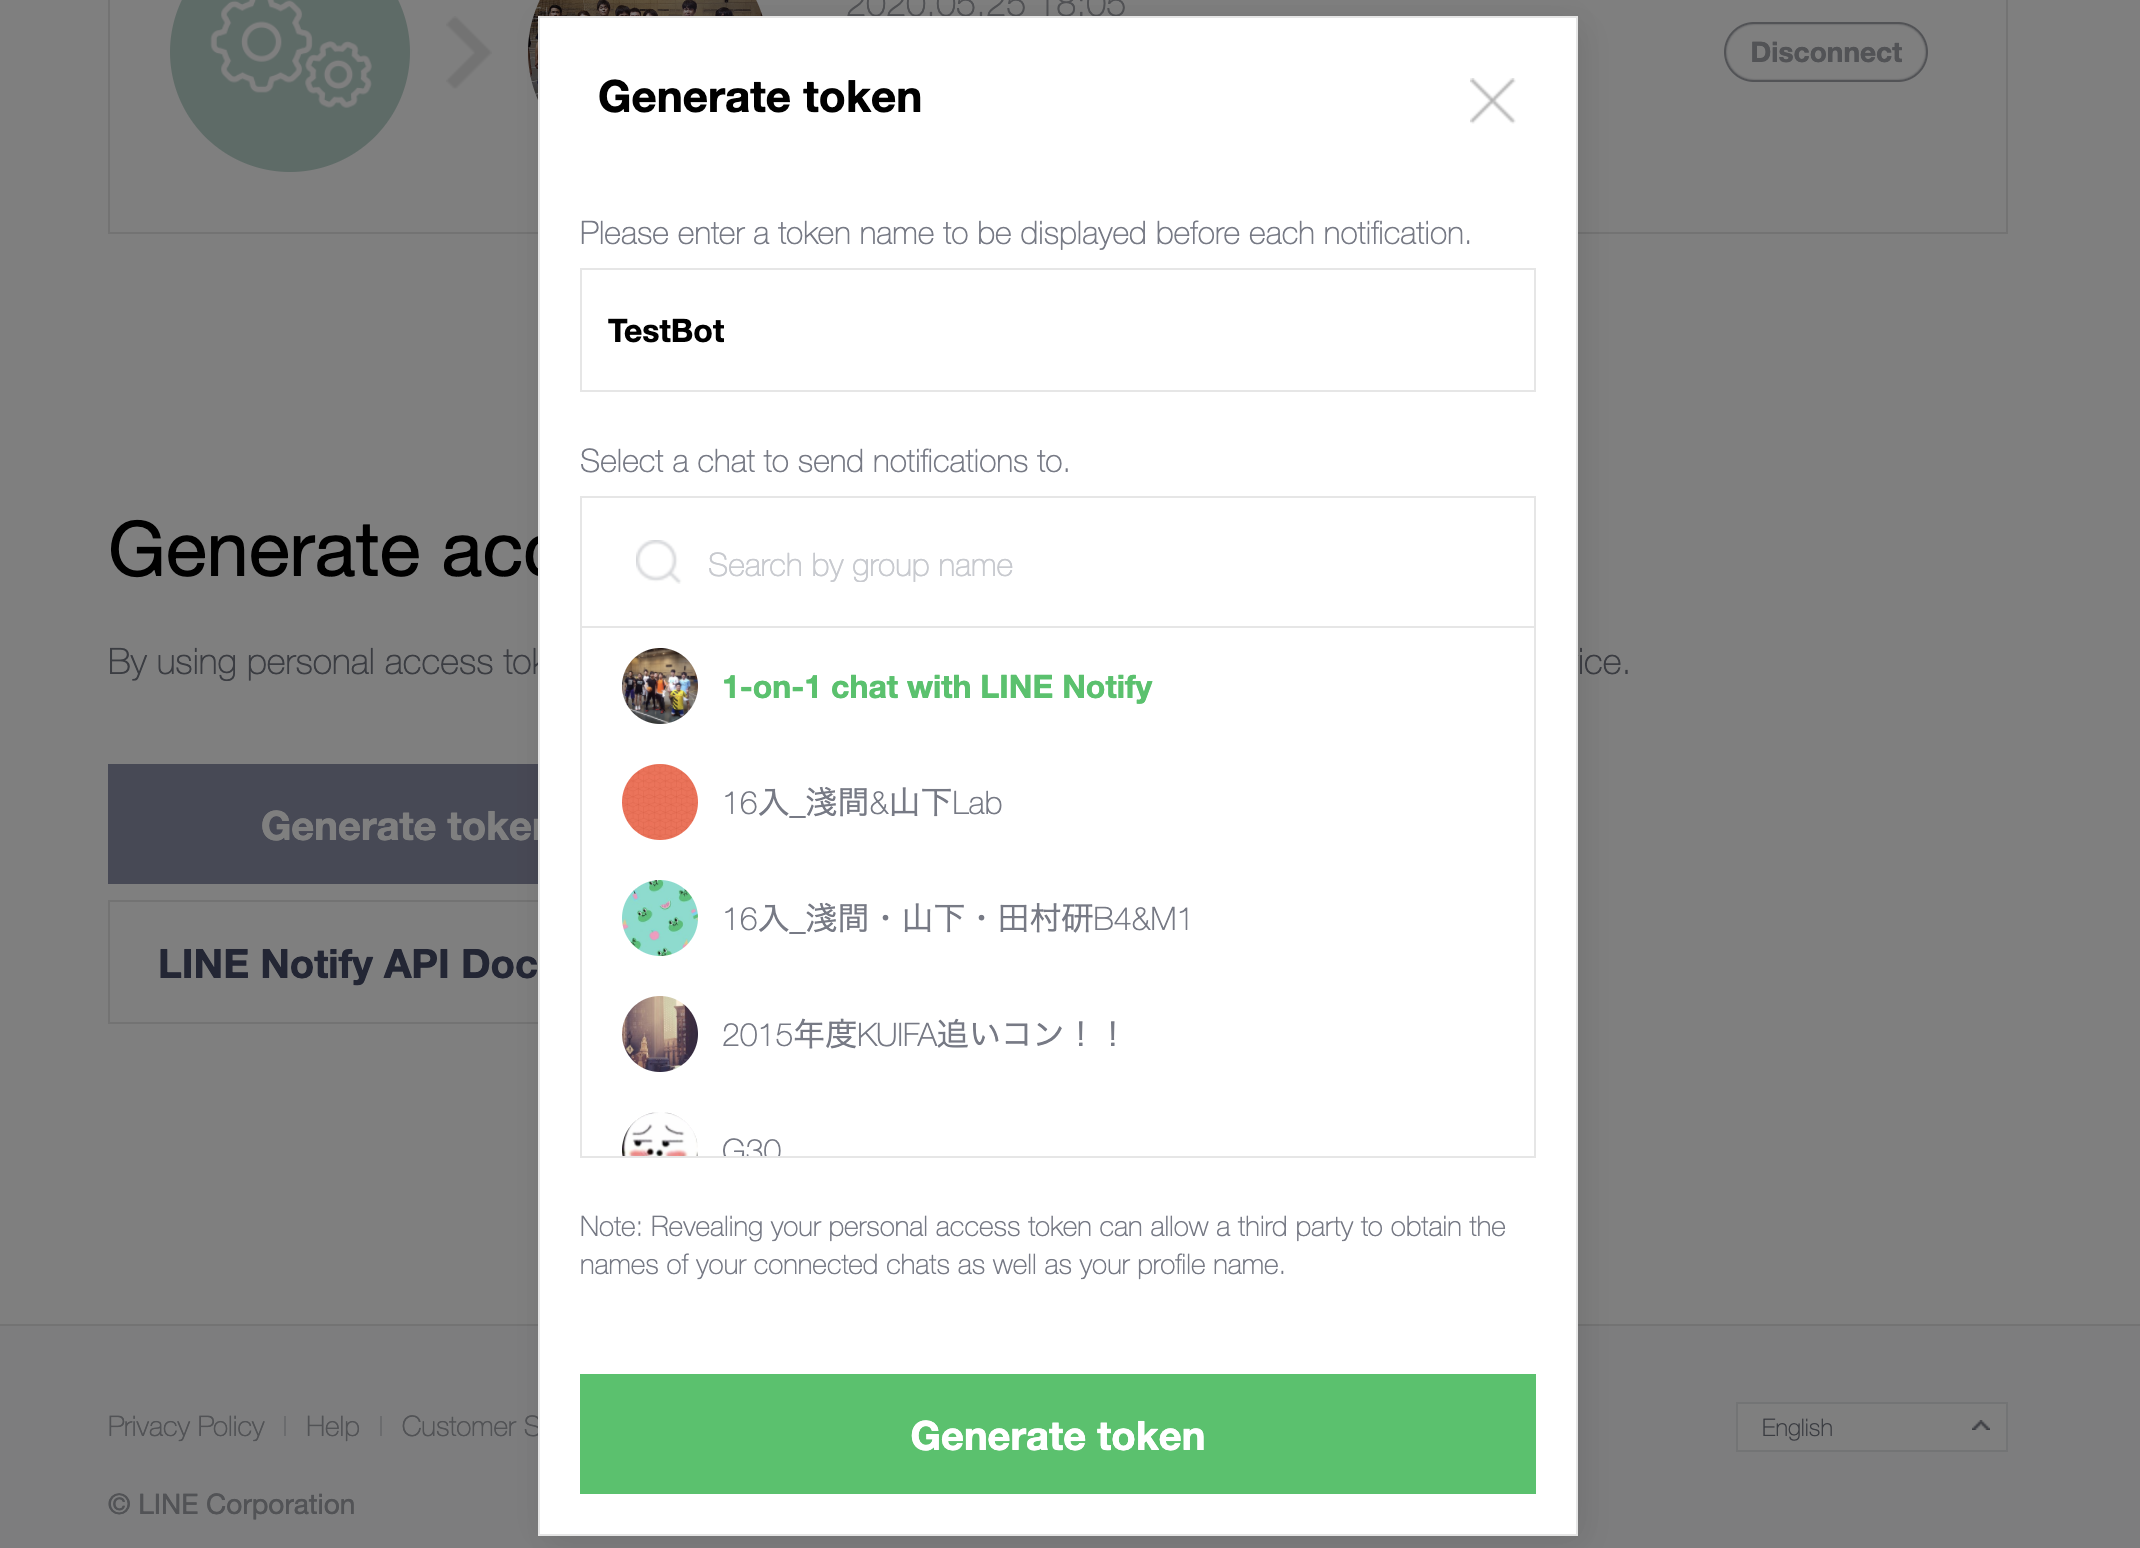 2020.05.25 18:05
Disconnect
Generate token
Please enter a token name to be displayed before each notification.
TestBot
Select a chat to send notifications to.
Search by group name
1-on-1 chat with LINE Notify
16入_淺間&山下Lab
16入_淺間・山下・田村研B4&M1
2015年度KUIFA追いコン！！
G30
Note: Revealing your personal access token can allow a third party to obtain the
names of your connected chats as well as your profile name.
Generate token
Generate acc
By using personal access tok
ice.
Generate token
LINE Notify API Doc
Privacy Policy | Help | Customer S
English
© LINE Corporation